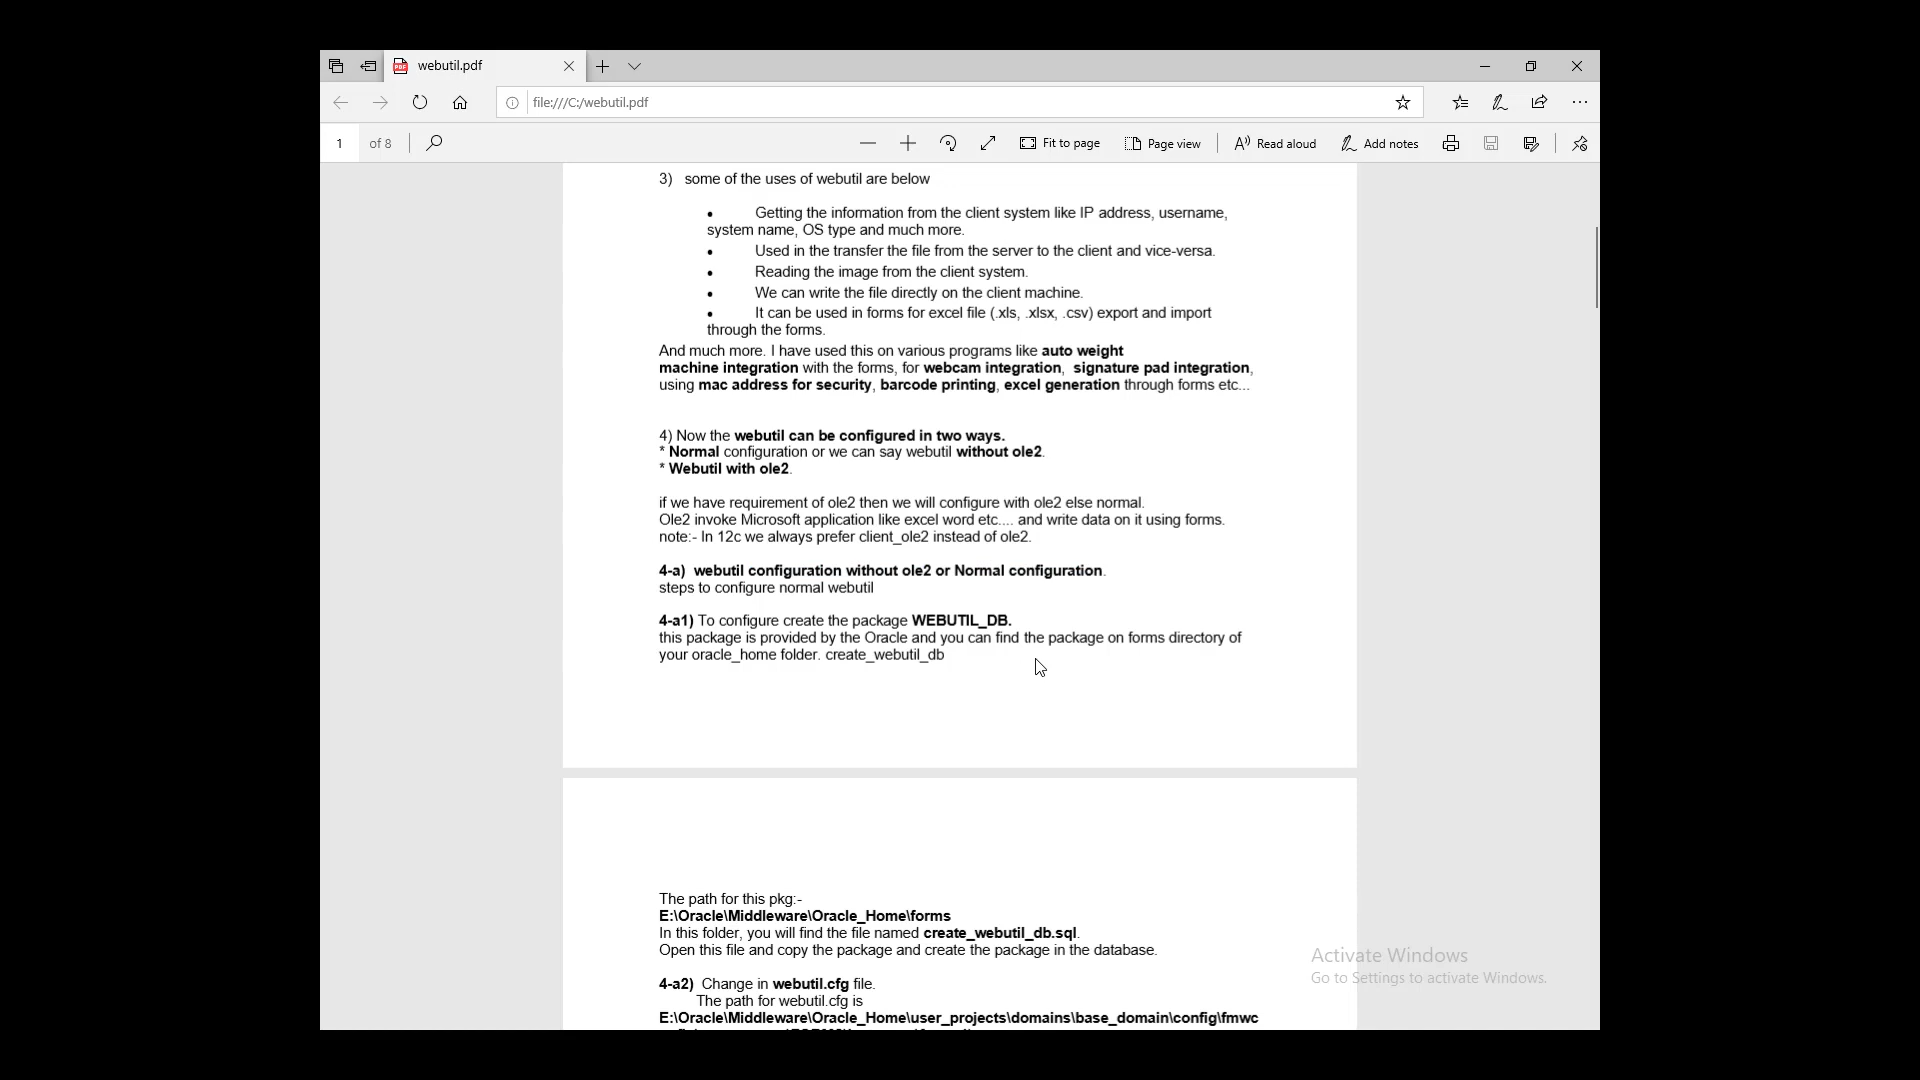 webutil.pdf
file:///C:/webutil.pdf
1 of 8
Fit to page
Page view
Read aloud
Add notes
3) some of the uses of webutil are below
• Getting the information from the client system like IP address, username,
system name, OS type and much more.
• Used in the transfer the file from the server to the client and vice-versa.
• Reading the image from the client system.
• We can write the file directly on the client machine.
• It can be used in forms for excel file (.xls, .xlsx, .csv) export and import
through the forms.
And much more. I have used this on various programs like auto weight
machine integration with the forms, for webcam integration, signature pad integration,
using mac address for security, barcode printing, excel generation through forms etc...
4) Now the webutil can be configured in two ways.
* Normal configuration or we can say webutil without ole2.
* Webutil with ole2.
if we have requirement of ole2 then we will configure with ole2 else normal.
Ole2 invoke Microsoft application like excel word etc.... and write data on it using forms.
note:- In 12c we always prefer client_ole2 instead of ole2.
4-a) webutil configuration without ole2 or Normal configuration.
steps to configure normal webutil
4-a1) To configure create the package WEBUTIL_DB.
this package is provided by the Oracle and you can find the package on forms directory of
your oracle_home folder. create_webutil_db
The path for this pkg:-
E:\Oracle\Middleware\Oracle_Home\forms
In this folder, you will find the file named create_webutil_db.sql.
Open this file and copy the package and create the package in the database.
4-a2) Change in webutil.cfg file.
The path for webutil.cfg is
E:\Oracle\Middleware\Oracle_Home\user_projects\domains\base_domain\config\fmwc
Activate Windows
Go to Settings to activate Windows.